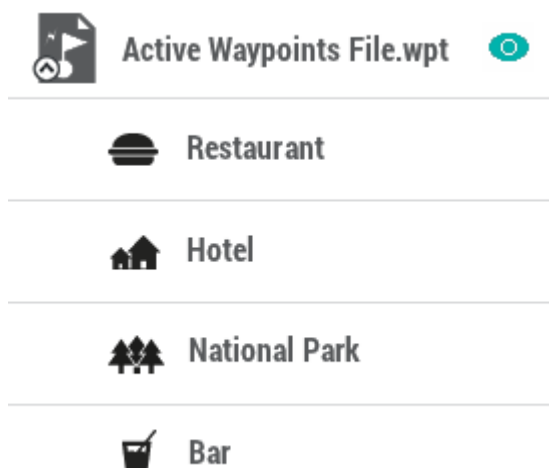 Active Waypoints File.wpt
Restaurant
Hotel
National Park
Bar